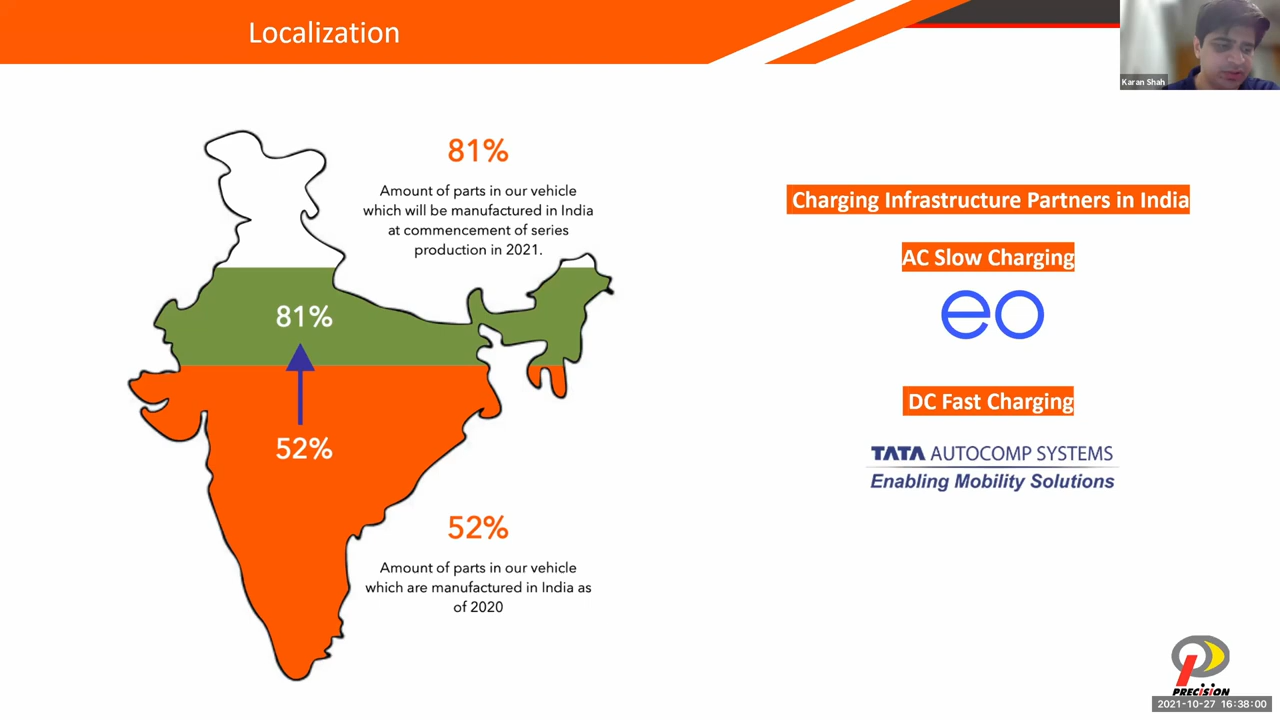 Localization
Karan Shah
81%
Amount of parts in our vehicle
which will be manufactured in India
at commencement of series
production in 2021.
81%
52%
52%
Amount of parts in our vehicle
which are manufactured in India as
of 2020
Charging Infrastructure Partners in India
AC Slow Charging
eo
DC Fast Charging
TATA AUTOCOMP SYSTEMS
Enabling Mobility Solutions
PRECISION
2021-10-27 16:38:00